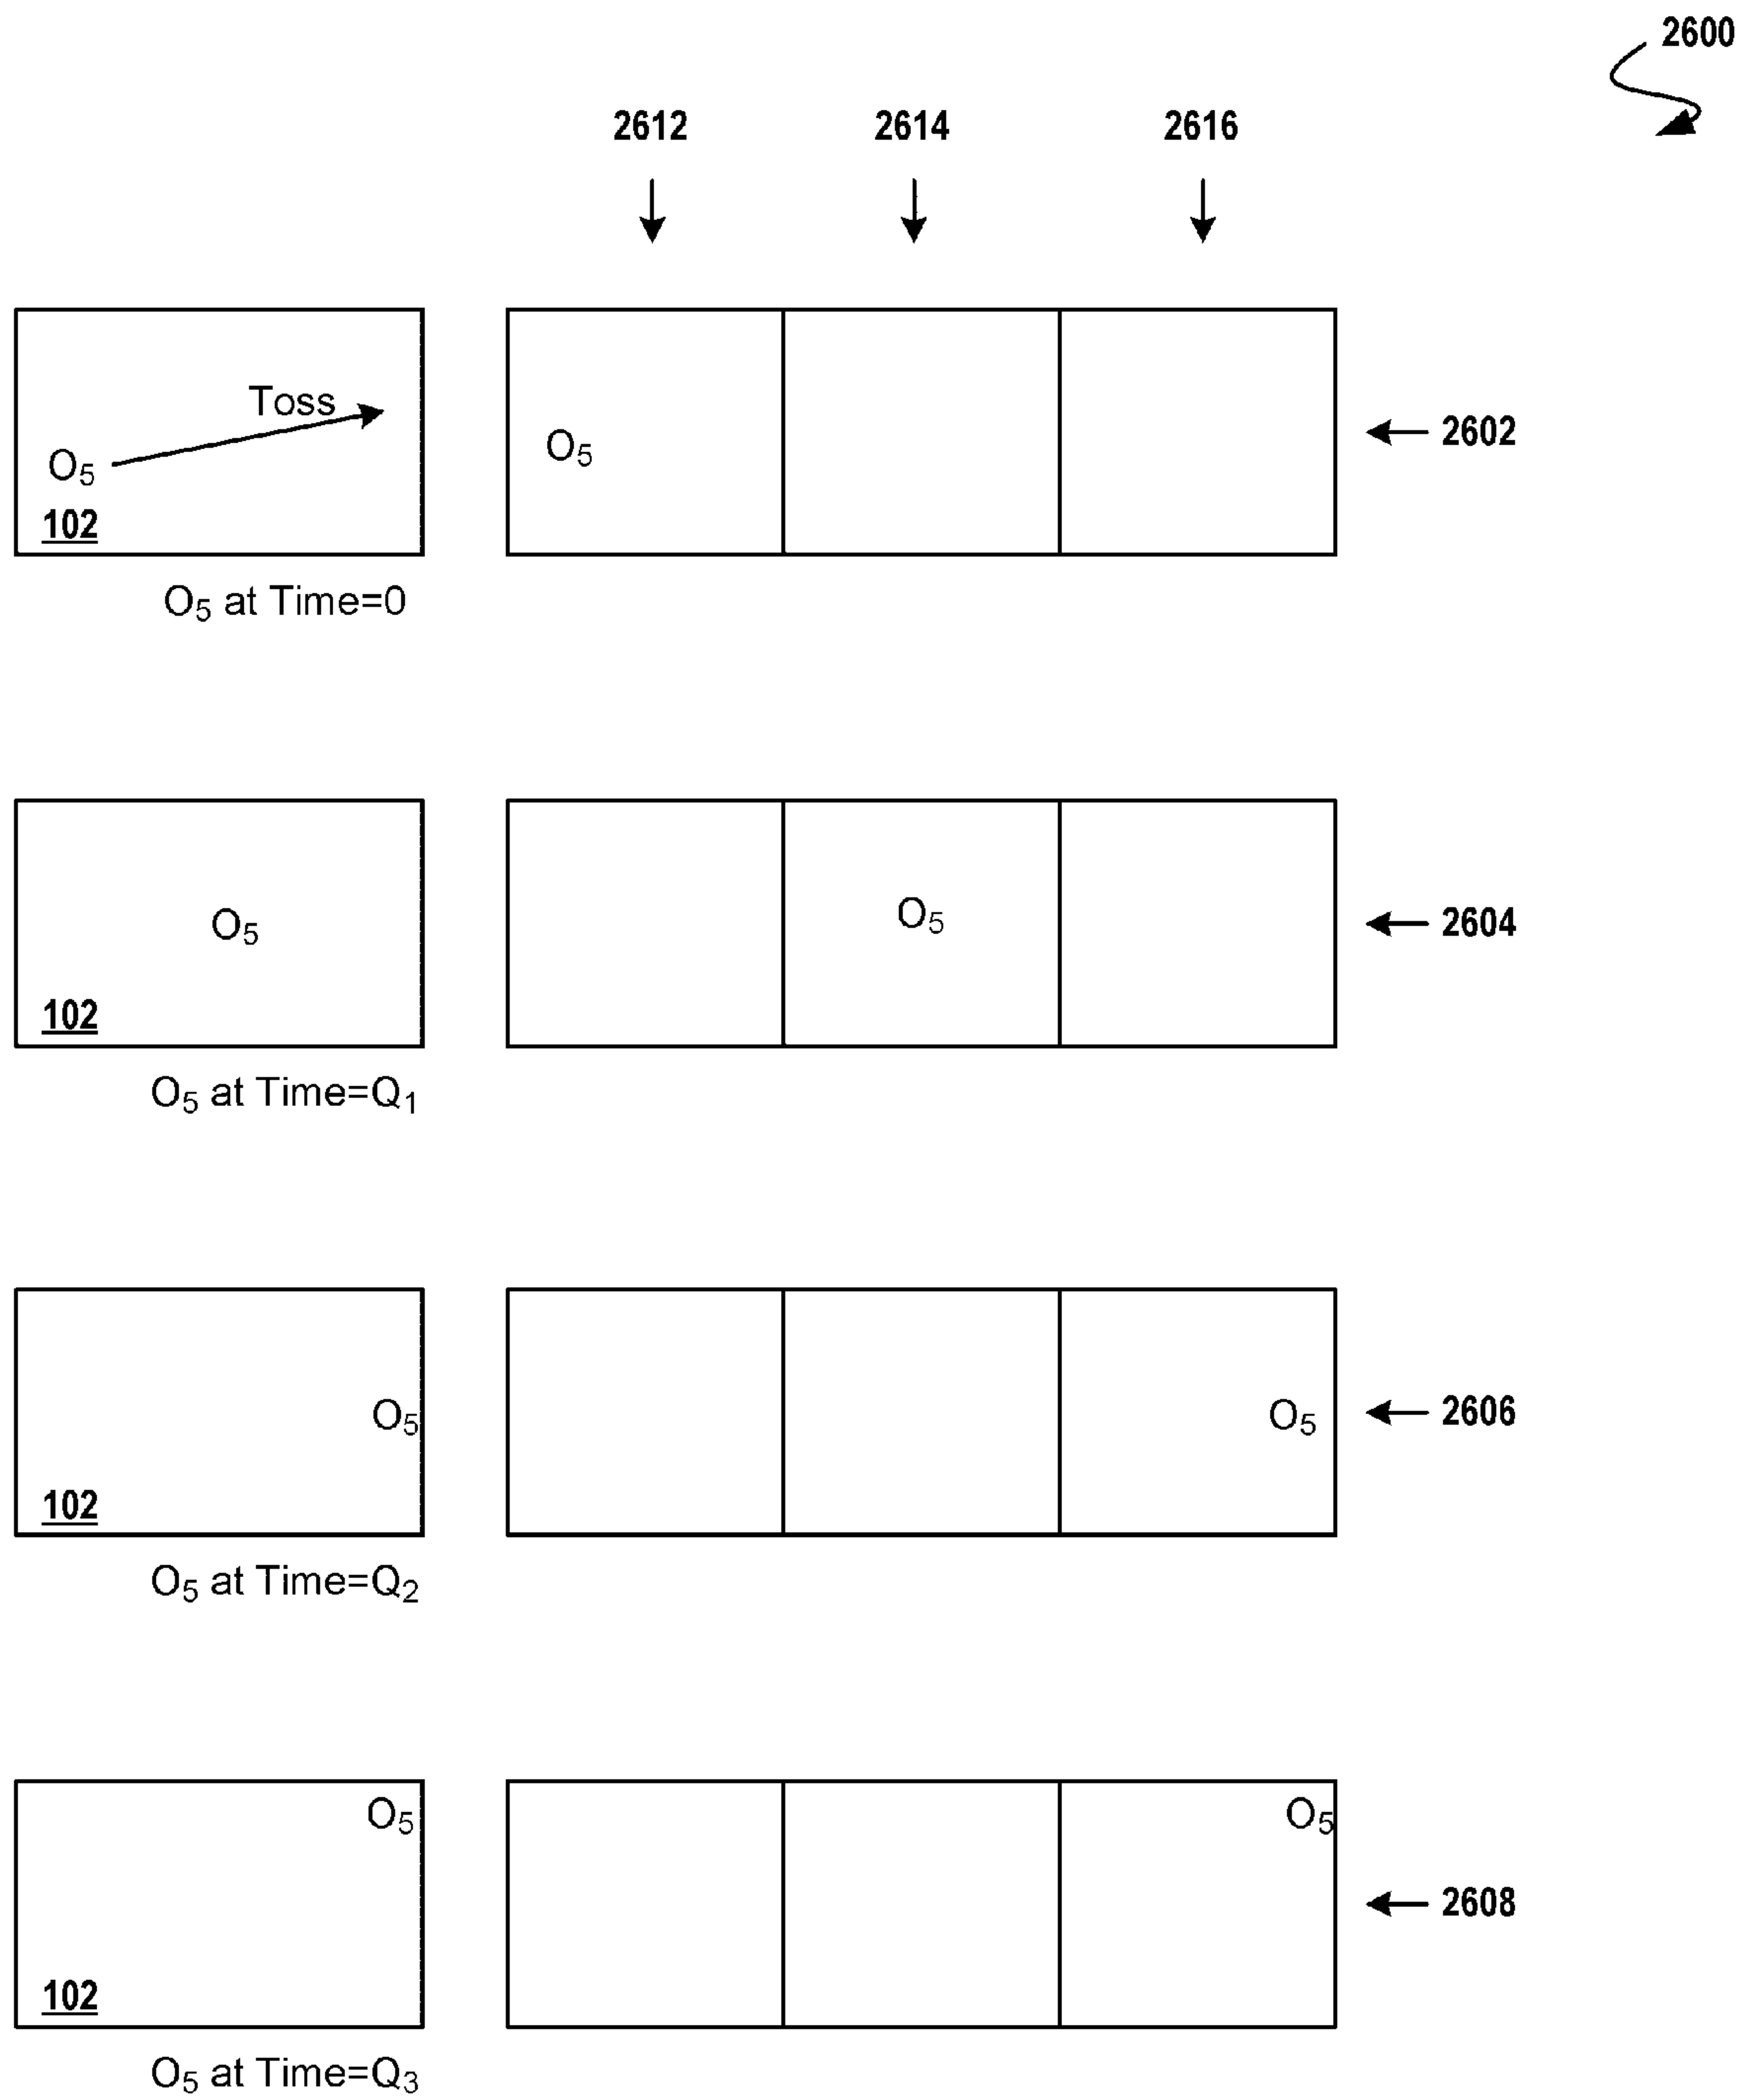 2600
2612 2614 2616
Toss
O₅ O₅ 2602
102
O₅ at Time=0
O₅ O₅ 2604
102
O₅ at Time=Q₁
O₅ O₅ 2606
102
O₅ at Time=Q₂
O₅ O₅
2608
102
O₅ at Time=Q₃